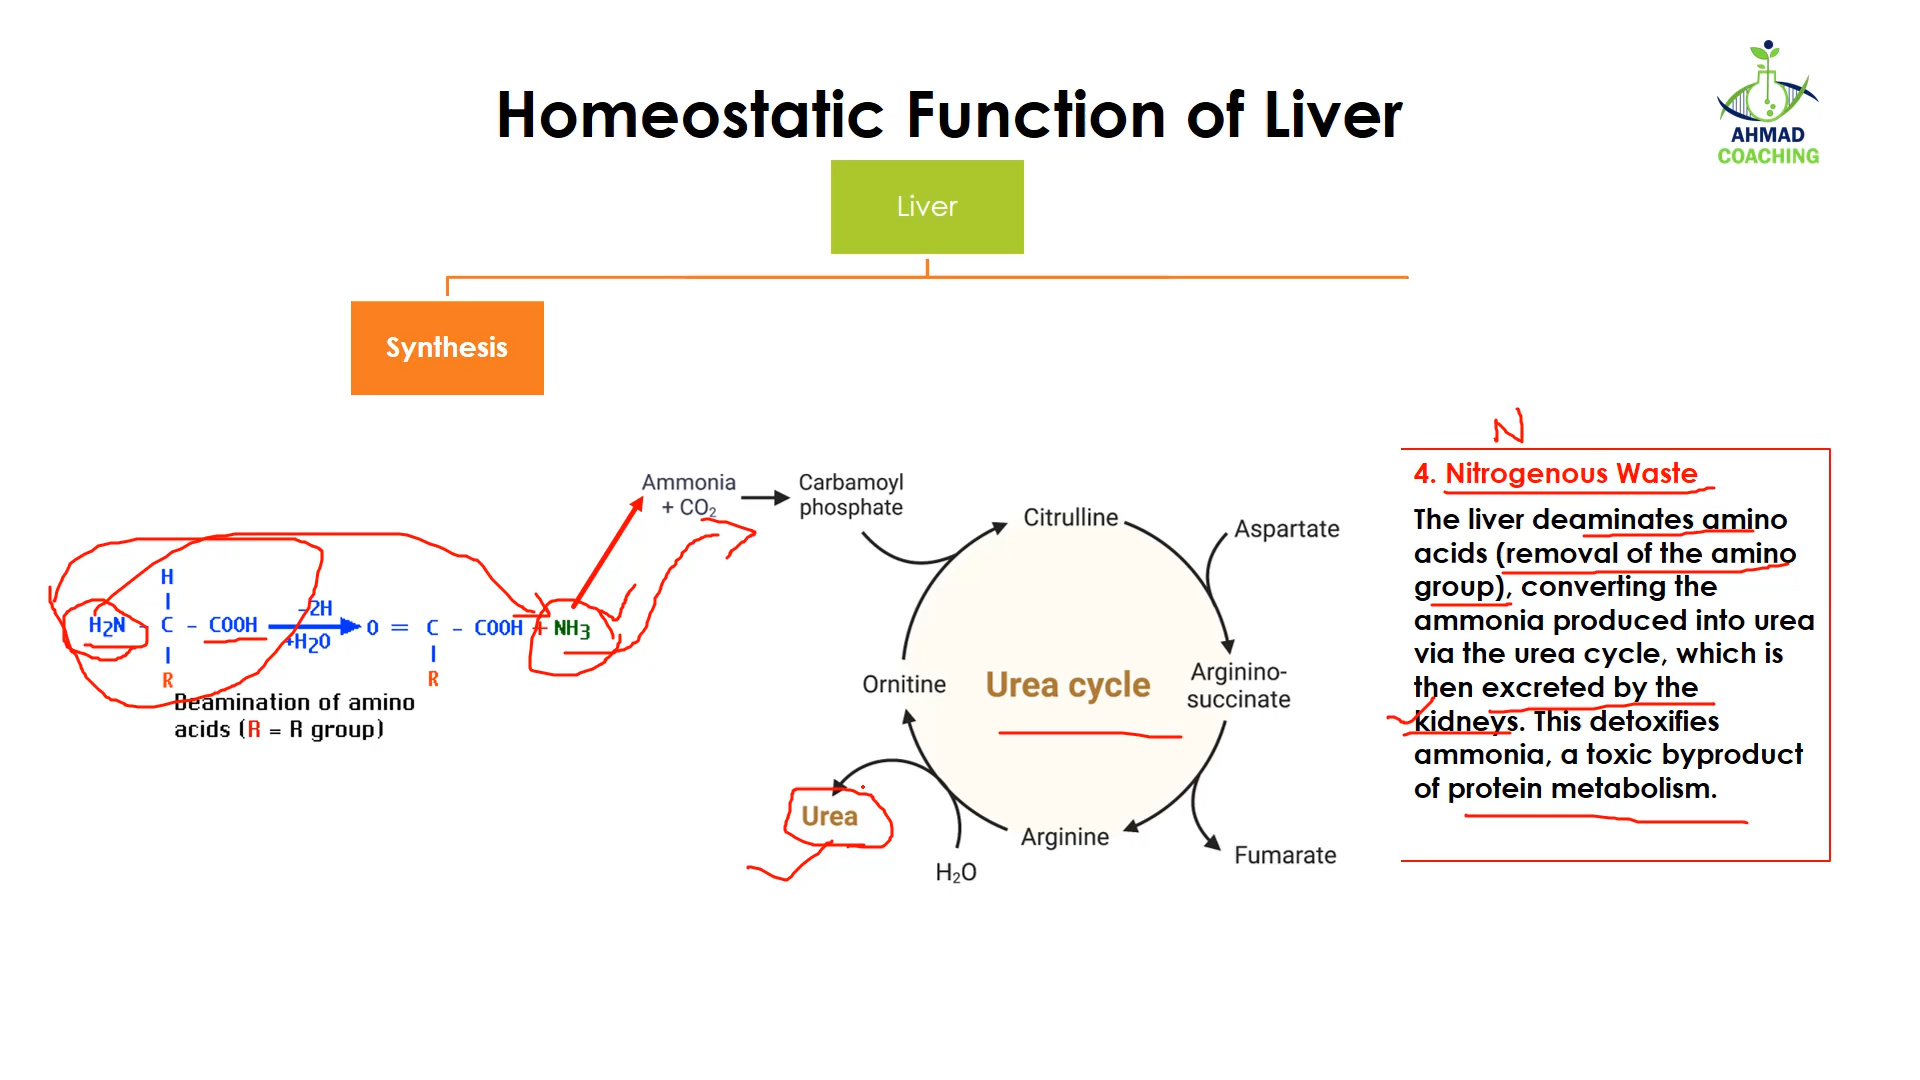 Homeostatic Function of Liver
AHMAD
COACHING
Liver
Synthesis
N
4. Nitrogenous Waste
The liver deaminates amino
acids (removal of the amino
group), converting the
ammonia produced into urea
via the urea cycle, which is
then excreted by the
kidneys. This detoxifies
ammonia, a toxic byproduct
of protein metabolism.
H
H2N - C - COOH
R
-2H
+H2O
O = C - COOH + NH3
R
Deamination of amino
acids (R = R group)
Ammonia
+ CO2
Carbamoyl
phosphate
Citrulline
Aspartate
Ornitine
Urea cycle
Arginino-
succinate
Urea
H2O
Arginine
Fumarate